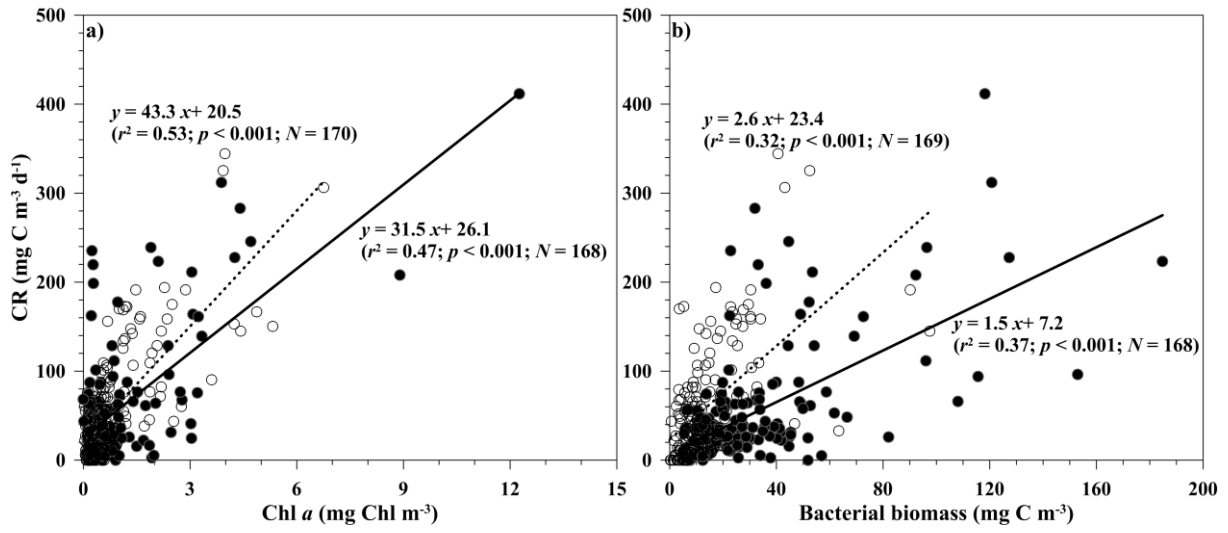 a)
500
400
300
200
100
0
CR (mg C m⁻³ d⁻¹)
y = 43.3 x+ 20.5
(r² = 0.53; p < 0.001; N = 170)
y = 31.5 x+ 26.1
(r² = 0.47; p < 0.001; N = 168)
0 3 6 9 12 15
Chl a (mg Chl m⁻³)
b)
500
400
300
200
100
0
y = 2.6 x+ 23.4
(r² = 0.32; p < 0.001; N = 169)
y = 1.5 x+ 7.2
(r² = 0.37; p < 0.001; N = 168)
0 40 80 120 160 200
Bacterial biomass (mg C m⁻³)